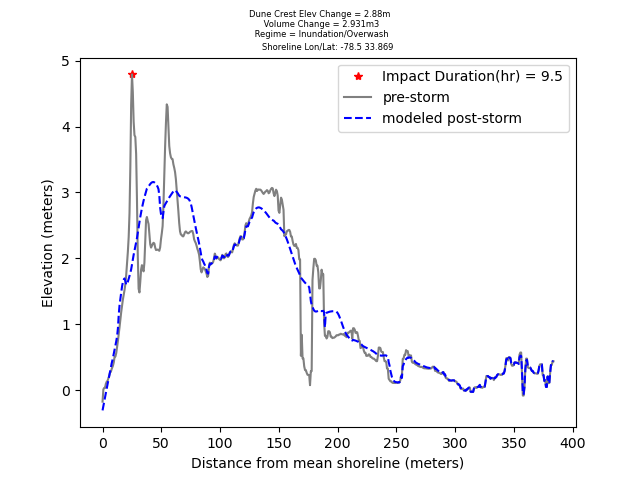 Dune Crest Elev Change = 2.88m
Volume Change = 2.931m3
Regime = Inundation/Overwash
Shoreline Lon/Lat: -78.5 33.869
Impact Duration(hr) = 9.5
pre-storm
modeled post-storm
Elevation (meters)
5
4
3
2
1
0
0
50
100
150
200
250
300
350
400
Distance from mean shoreline (meters)